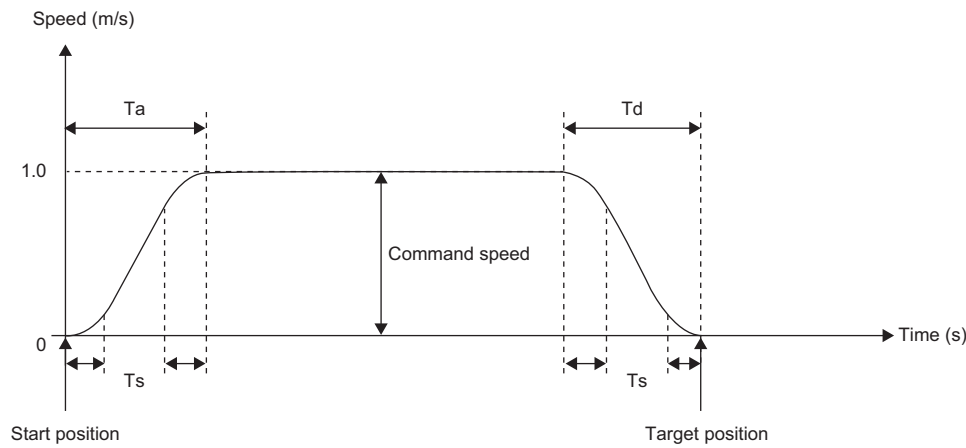 Speed (m/s)
Ta
Td
1.0
Command speed
0
Time (s)
Ts
Ts
Start position
Target position